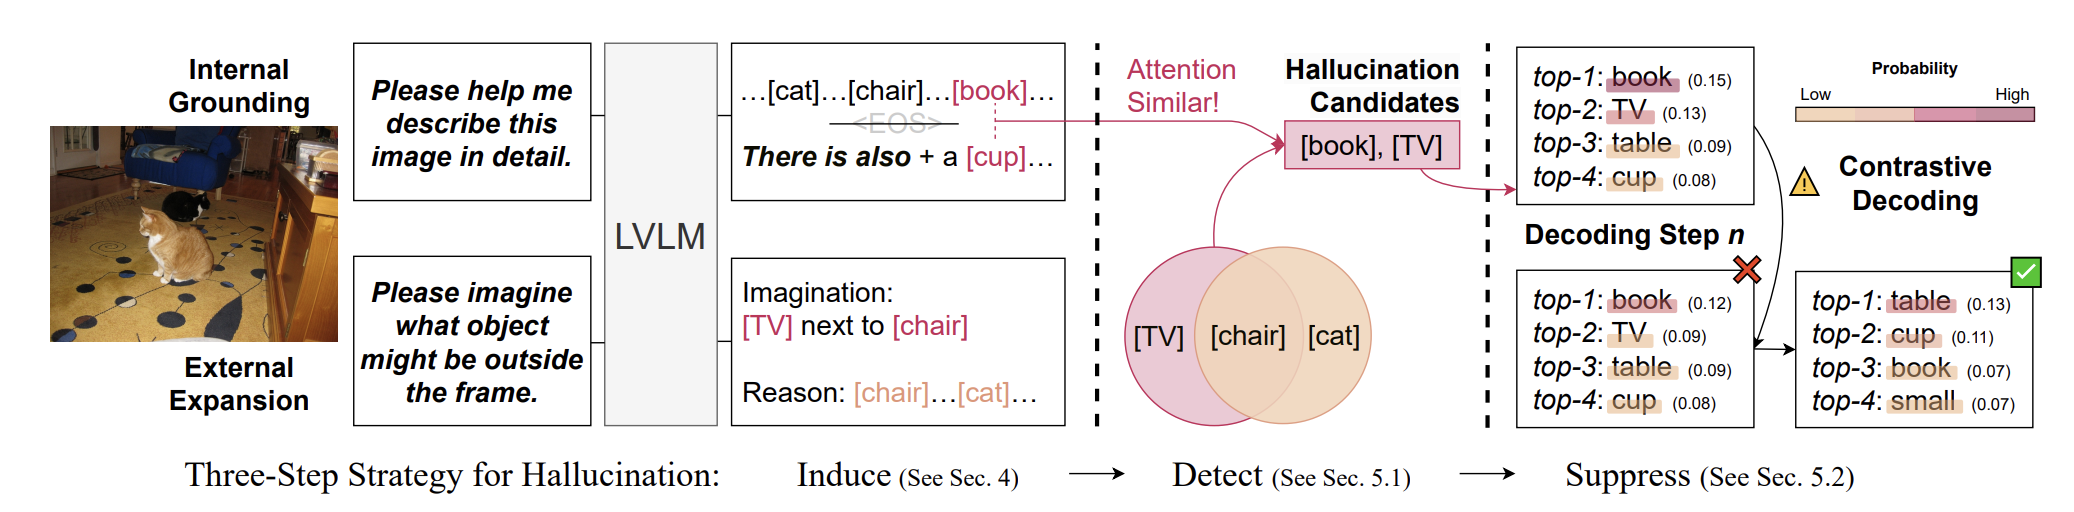 Internal
Grounding
External
Expansion
Please help me
describe this
image in detail.
Please imagine
what object
might be outside
the frame.
LVLM
…[cat]…[chair]…[book]…
<EOS>
There is also + a [cup]…
Imagination:
[TV] next to [chair]
Reason: [chair]…[cat]…
Attention
Similar!
Hallucination
Candidates
[book], [TV]
[TV] [chair] [cat]
top-1: book (0.15)
top-2: TV (0.13)
top-3: table (0.09)
top-4: cup (0.08)
Decoding Step n
top-1: book (0.12)
top-2: TV (0.09)
top-3: table (0.09)
top-4: cup (0.08)
Probability
Low High
Contrastive
Decoding
top-1: table (0.13)
top-2: cup (0.11)
top-3: book (0.07)
top-4: small (0.07)
Three-Step Strategy for Hallucination: Induce (See Sec. 4) → Detect (See Sec. 5.1) → Suppress (See Sec. 5.2)